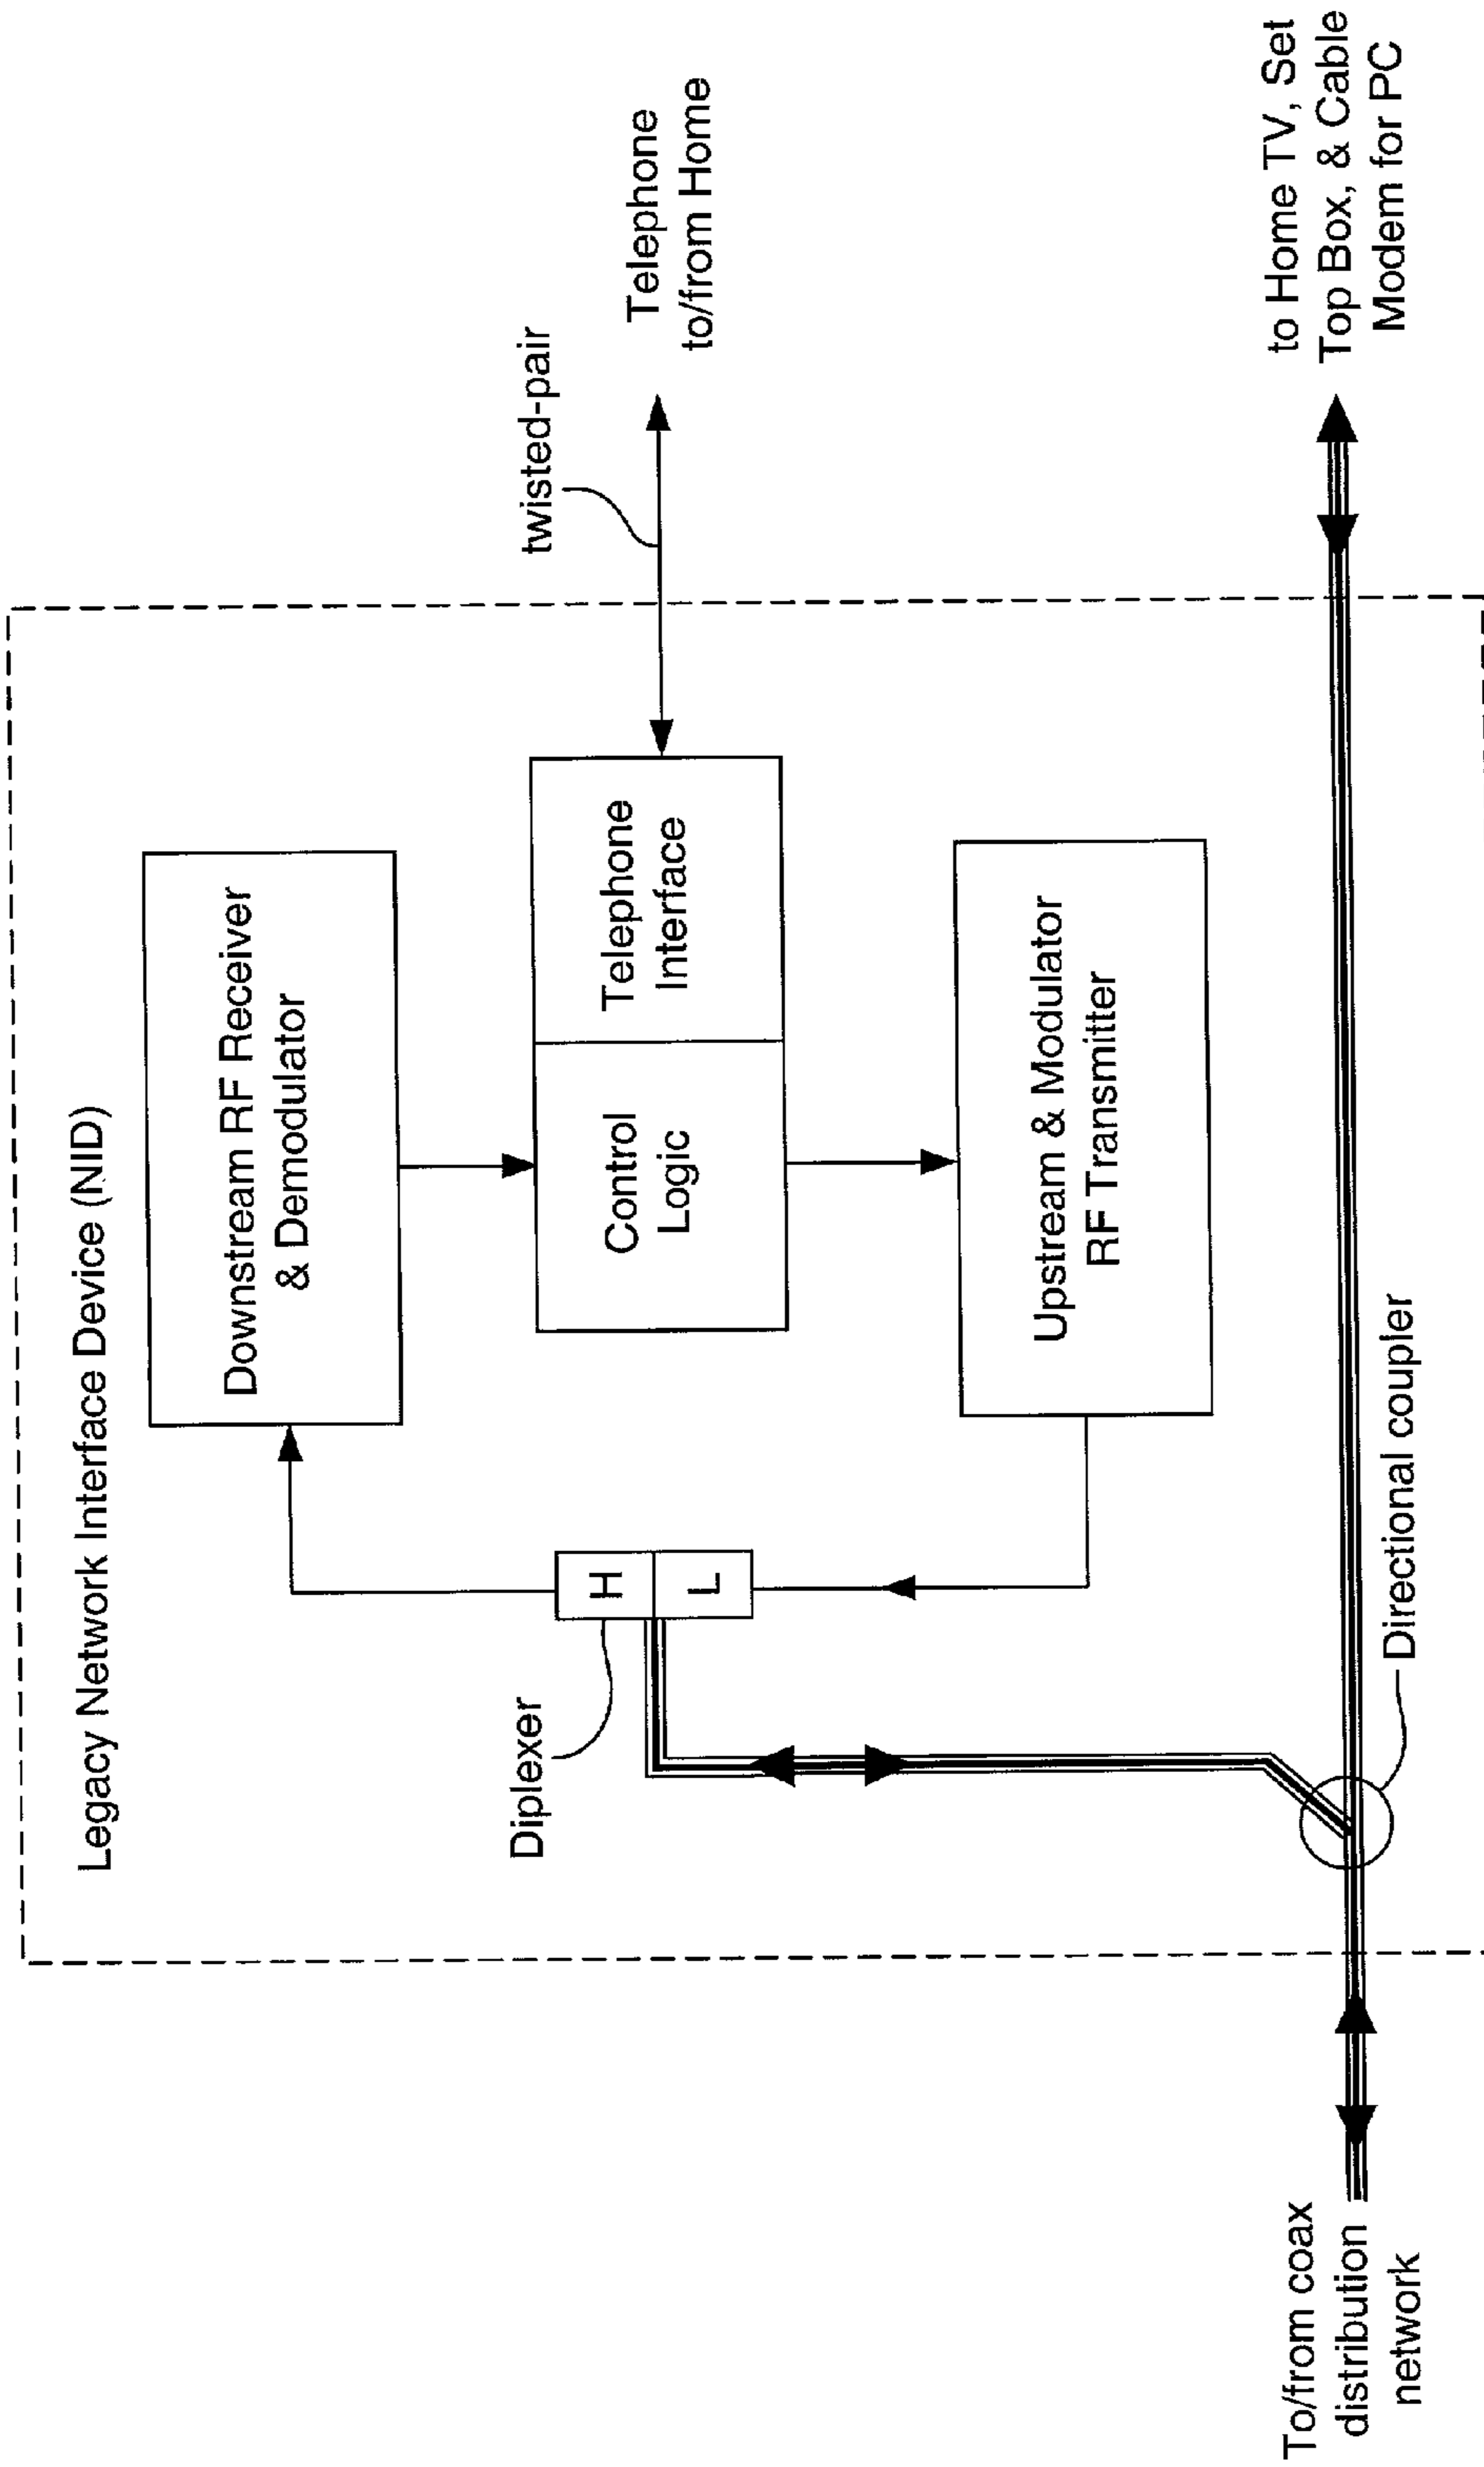 Legacy Network Interface Device (NID)
Downstream RF Receiver
& Demodulator
Control
Logic
Telephone
Interface
twisted-pair
Telephone
to/from Home
Diplexer
H
L
Upstream & Modulator
RF Transmitter
Directional coupler
To/from coax
distribution
network
to Home TV, Set
Top Box, & Cable
Modem for PC